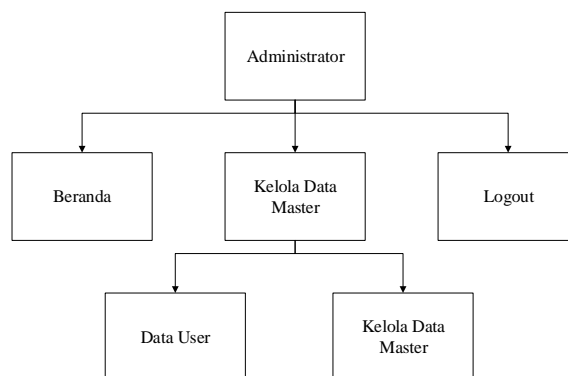 Administrator
Beranda
Kelola Data
Master
Logout
Data User
Kelola Data
Master